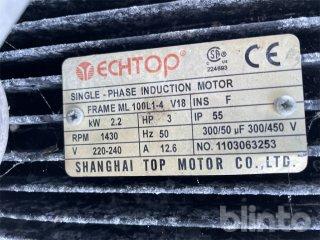 TECHTOP
CSA
224693
CE
SINGLE - PHASE INDUCTION MOTOR
FRAME ML 100L1-4 V18 INS F
kW 2.2 HP 3 IP 55
RPM 1430 Hz 50 300/50 µF 300/450 V
V 220-240 A 12.6 NO. 1103063253
SHANGHAI TOP MOTOR CO.,LTD.
blinto